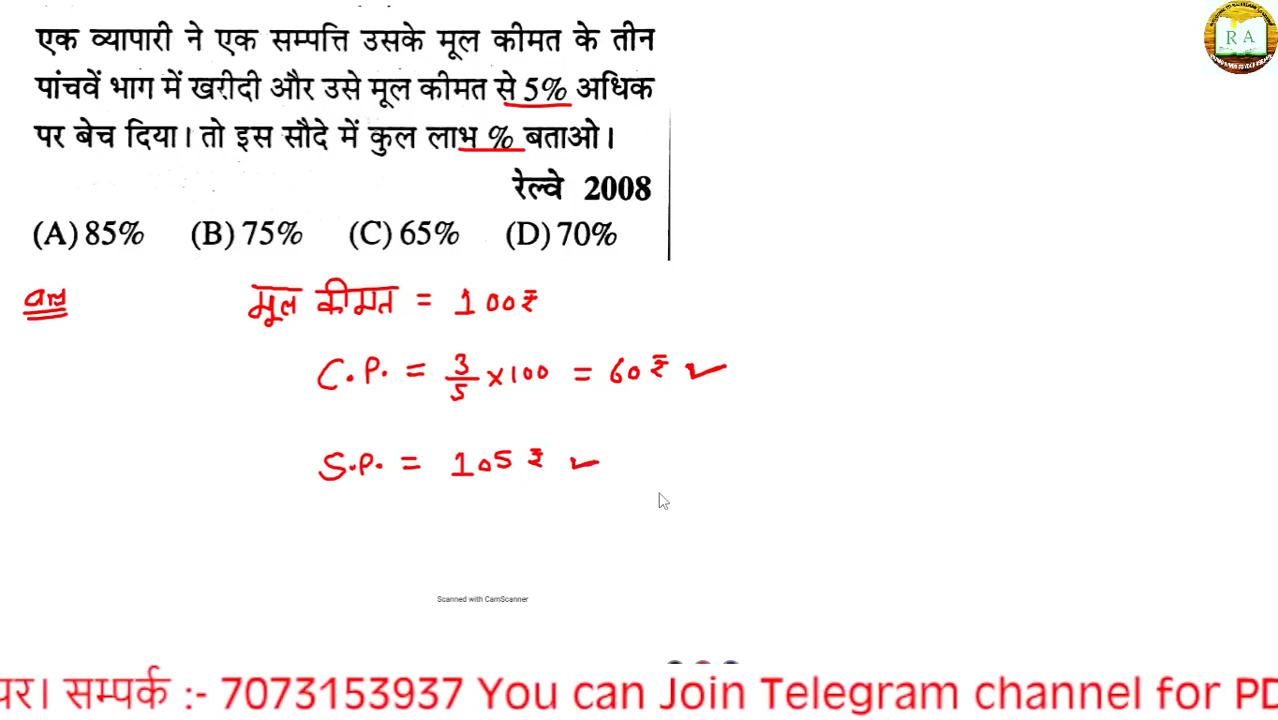 एक व्यापारी ने एक सम्पत्ति उसके मूल कीमत के तीन
पांचवें भाग में खरीदी और उसे मूल कीमत से 5% अधिक
पर बेच दिया। तो इस सौदे में कुल लाभ % बताओ।
रेल्वे 2008
(A) 85% (B) 75% (C) 65% (D) 70%
मूल कीमत = 100₹
C.P. = 3/5 × 100 = 60₹ ✓
S.P. = 105₹ ✓
Scanned with CamScanner
पर। सम्पर्क :- 7073153937 You can Join Telegram channel for PD
R A